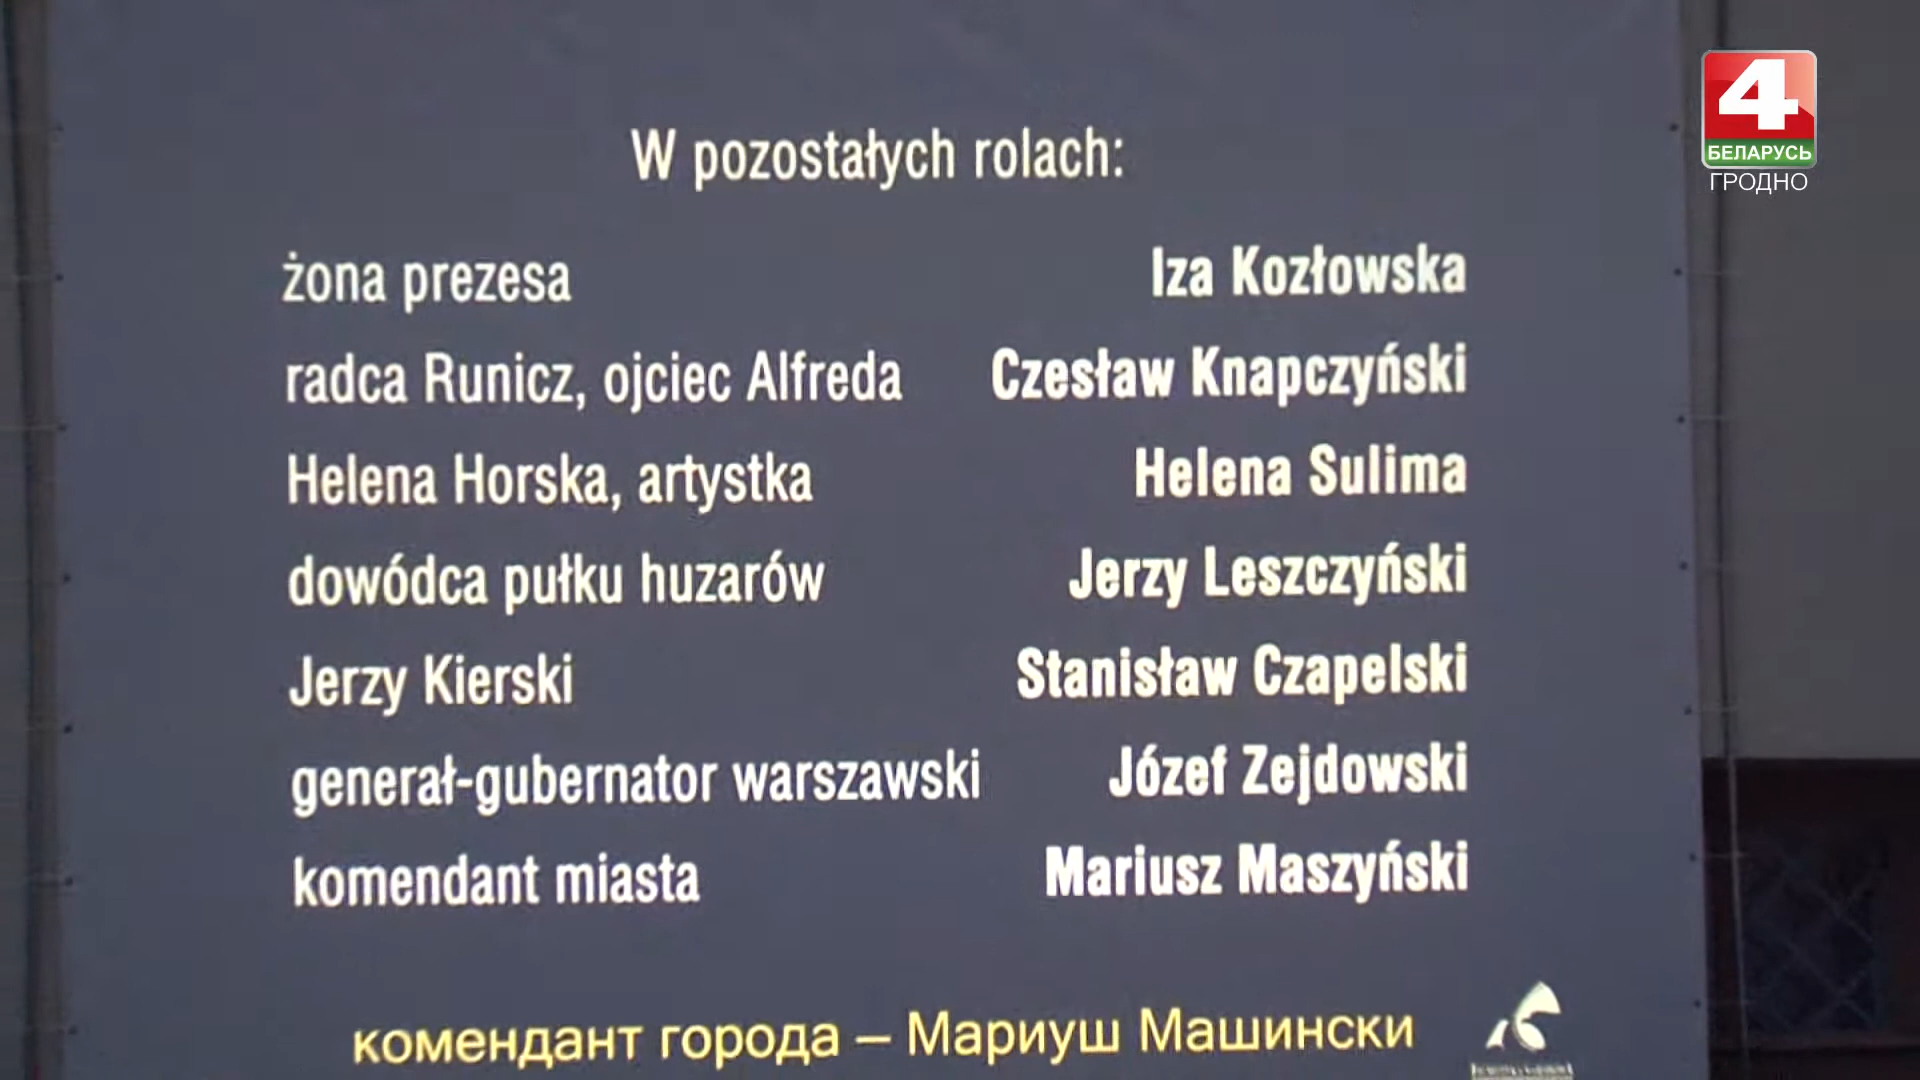 4
БЕЛАРУСЬ
ГРОДНО
W pozostałych rolach:
żona prezesa Iza Kozłowska
radca Runicz, ojciec Alfreda Czesław Knapczyński
Helena Horska, artystka Helena Sulima
dowódca pułku huzarów Jerzy Leszczyński
Jerzy Kierski Stanisław Czapelski
generał-gubernator warszawski Józef Zejdowski
komendant miasta Mariusz Maszyński
комендант города – Мариуш Машински